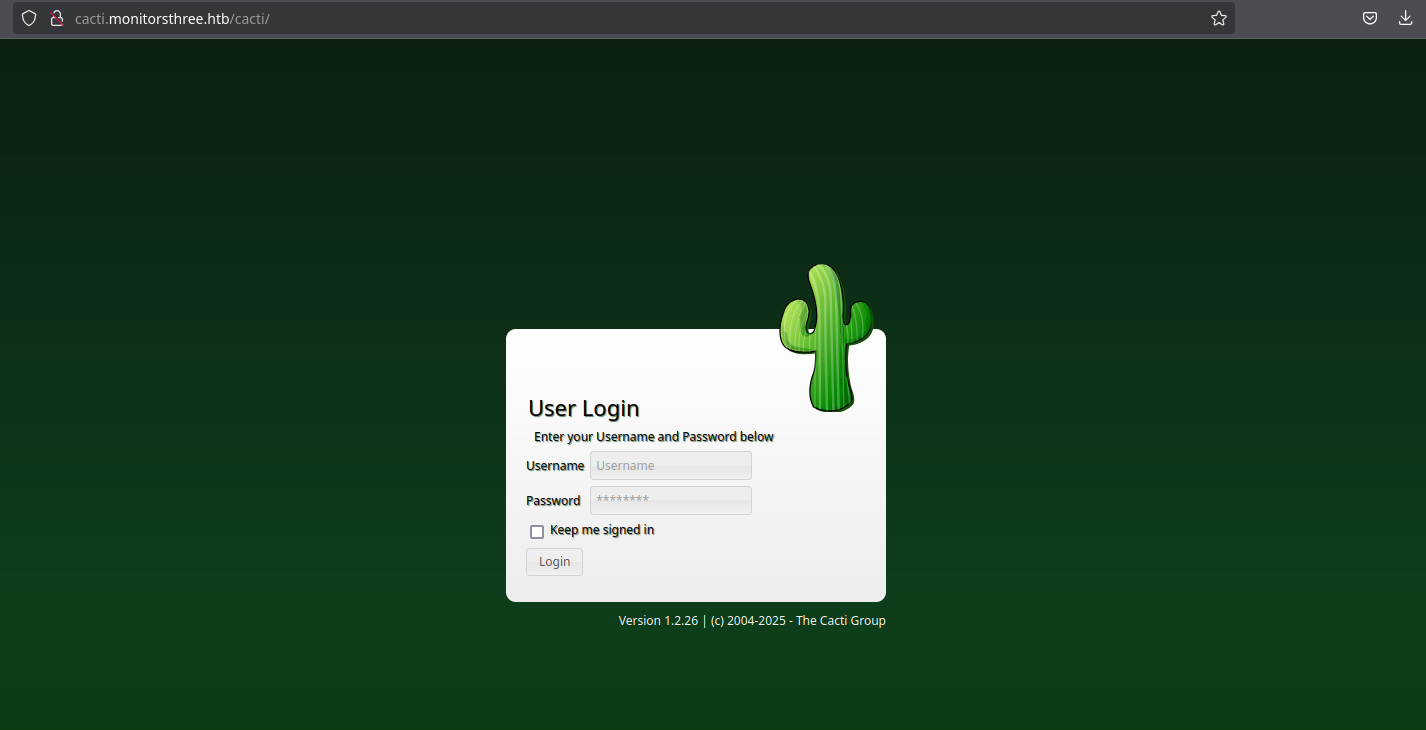 cacti.monitorsthree.htb/cacti/
User Login
Enter your Username and Password below
Username Username
Password ********
Keep me signed in
Login
Version 1.2.26 | (c) 2004-2025 - The Cacti Group